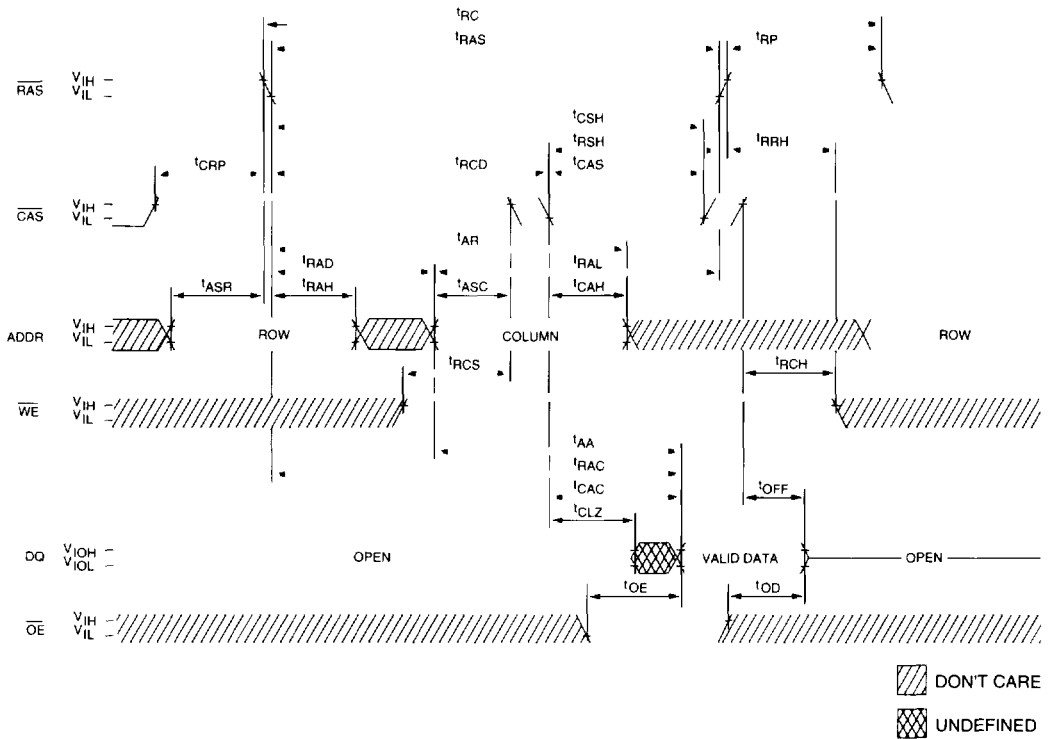 tRC
tRAS
tRP
RAS
VIH
VIL
tCSH
tRSH
tRRH
tCRP
tRCD
tCAS
CAS
VIH
VIL
tAR
tRAD
tRAL
tASR
tRAH
tASC
tCAH
ADDR
VIH
VIL
ROW
COLUMN
ROW
tRCS
tRCH
WE
VIH
VIL
tAA
tRAC
tCAC
tOFF
tCLZ
DQ
VIOH
VIOL
OPEN
VALID DATA
OPEN
tOE
tOD
OE
VIH
VIL
DON'T CARE
UNDEFINED